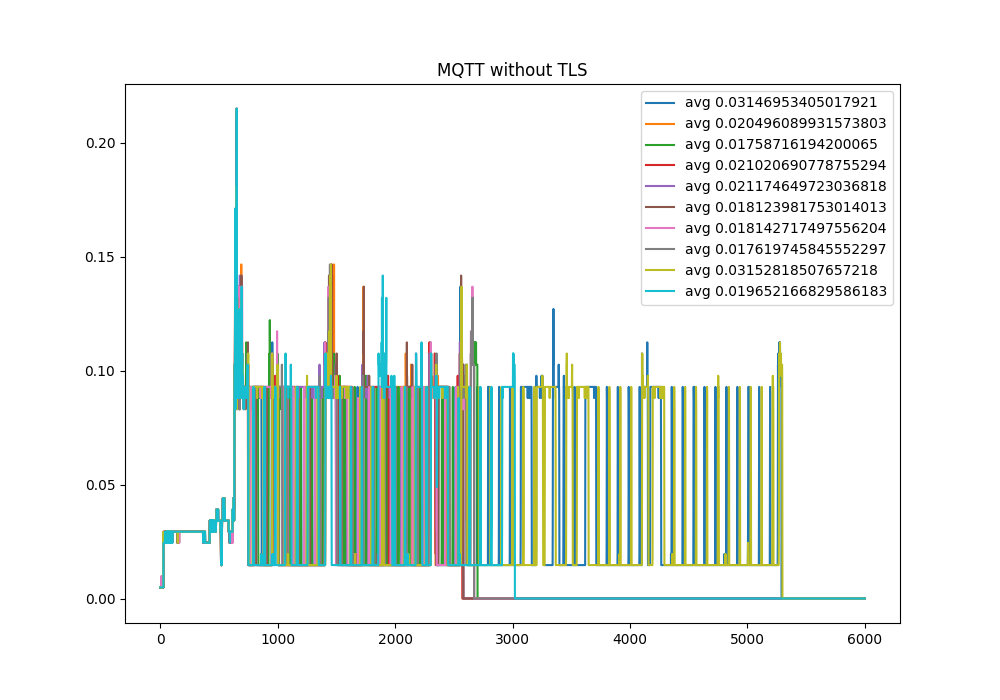 MQTT without TLS
avg 0.03146953405017921
avg 0.020496089931573803
avg 0.01758716194200065
avg 0.021020690778755294
avg 0.021174649723036818
avg 0.018123981753014013
avg 0.018142717497556204
avg 0.017619745845552297
avg 0.03152818507657218
avg 0.019652166829586183
0.20
0.15
0.10
0.05
0.00
0 1000 2000 3000 4000 5000 6000